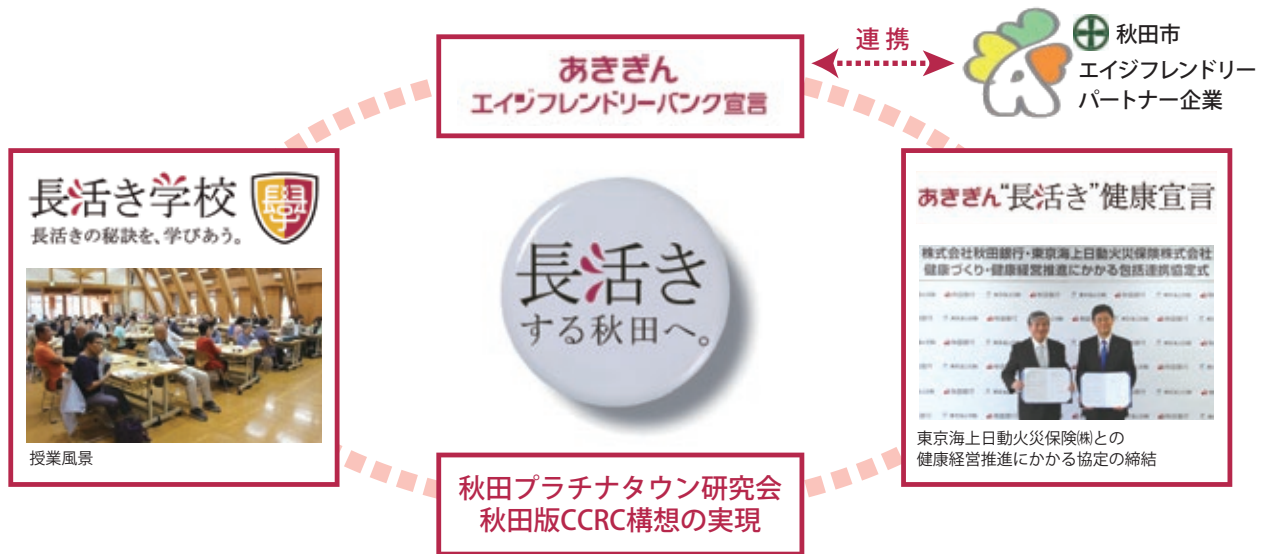 あきぎん
エイジフレンドリーバンク宣言
連携
秋田市
エイジフレンドリー
パートナー企業
長活き学校
長活きの秘訣を、学びあう。
學
授業風景
長活き
する秋田へ。
あきぎん“長活き”健康宣言
株式会社秋田銀行・東京海上日動火災保険株式会社
健康づくり・健康経営推進にかかる包括連携協定式
東京海上日動火災保険㈱との
健康経営推進にかかる協定の締結
秋田プラチナタウン研究会
秋田版CCRC構想の実現